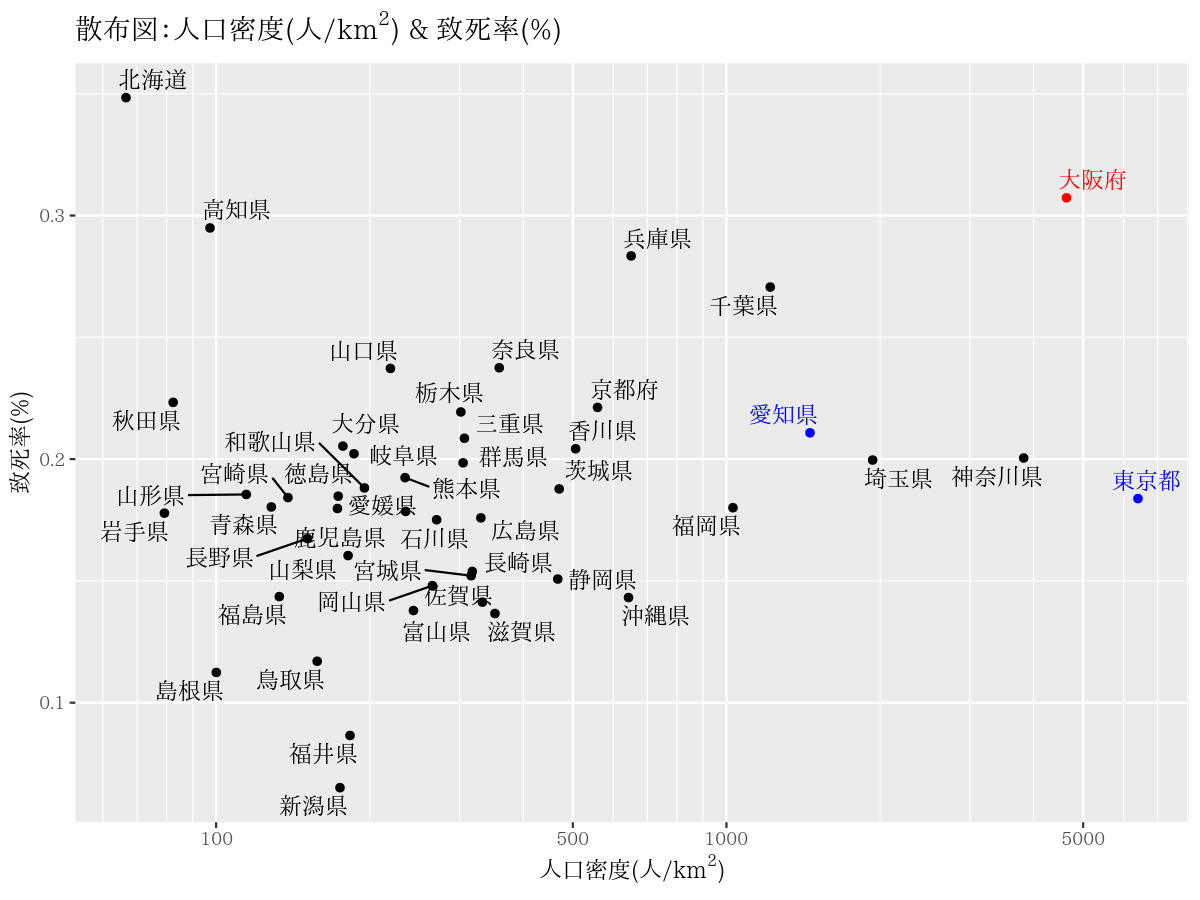 散布図:人口密度(人/km²) & 致死率(%)
北海道
大阪府
高知県
0.3
兵庫県
千葉県
山口県
奈良県
栃木県
京都府
愛知県
秋田県
大分県
三重県
香川県
和歌山県
岐阜県
群馬県
0.2
茨城県
宮崎県
徳島県
熊本県
埼玉県
神奈川県
東京都
山形県
愛媛県
岩手県
青森県
福岡県
鹿児島県
石川県
広島県
長野県
山梨県
宮城県
長崎県
静岡県
岡山県
佐賀県
福島県
沖縄県
富山県
滋賀県
島根県
鳥取県
0.1
福井県
新潟県
致死率(%)
100
500
1000
5000
人口密度(人/km²)